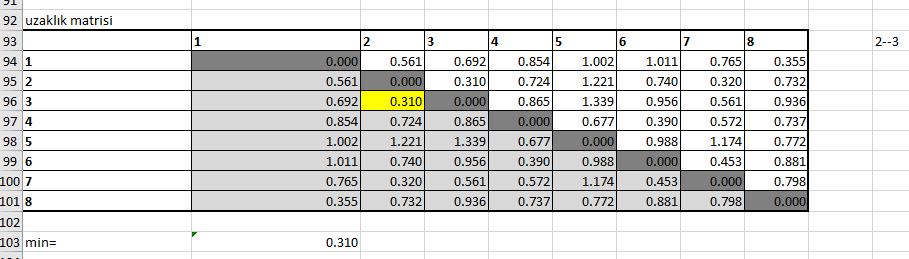 91
92 uzaklık matrisi
93 1 2 3 4 5 6 7 8 2--3
94 1 0.000 0.561 0.692 0.854 1.002 1.011 0.765 0.355
95 2 0.561 0.000 0.310 0.724 1.221 0.740 0.320 0.732
96 3 0.692 0.310 0.000 0.865 1.339 0.956 0.561 0.936
97 4 0.854 0.724 0.865 0.000 0.677 0.390 0.572 0.737
98 5 1.002 1.221 1.339 0.677 0.000 0.988 1.174 0.772
99 6 1.011 0.740 0.956 0.390 0.988 0.000 0.453 0.881
100 7 0.765 0.320 0.561 0.572 1.174 0.453 0.000 0.798
101 8 0.355 0.732 0.936 0.737 0.772 0.881 0.798 0.000
102
103 min= 0.310